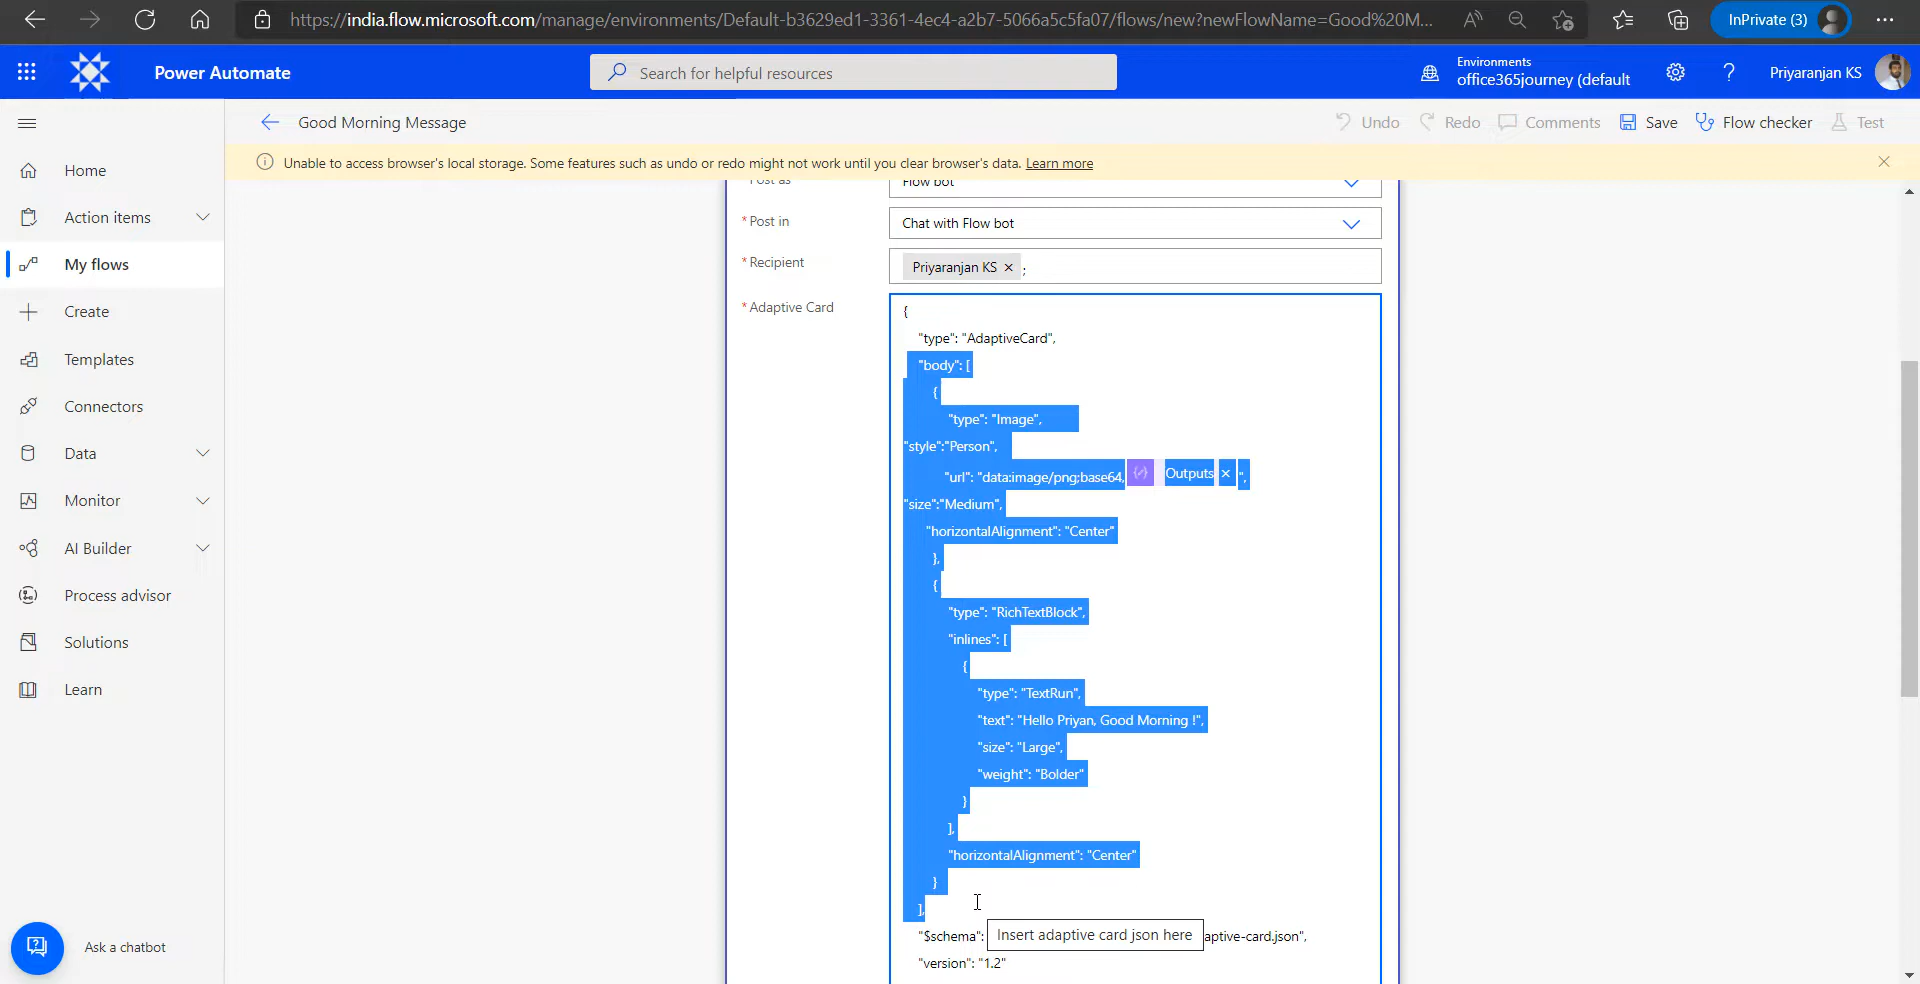 https://india.flow.microsoft.com/manage/environments/Default-b3629ed1-3361-4ec4-a2b7-5066a5c5fa07/flows/new?newFlowName=Good%20M...
InPrivate (3)
Power Automate
Search for helpful resources
Environments
office365journey (default
?
Priyaranjan KS
Good Morning Message
Undo
Redo
Comments
Save
Flow checker
Test
Unable to access browser's local storage. Some features such as undo or redo might not work until you clear browser's data. Learn more
Home
Action items
My flows
Create
Templates
Connectors
Data
Monitor
AI Builder
Process advisor
Solutions
Learn
Ask a chatbot
Post as
Flow bot
* Post in
Chat with Flow bot
* Recipient
Priyaranjan KS × ;
* Adaptive Card
{
"type": "AdaptiveCard",
"body": [
{
"type": "Image",
"style":"Person",
"url": "data:image/png;base64, Outputs × ",
"size":"Medium",
"horizontalAlignment": "Center"
},
{
"type": "RichTextBlock",
"inlines": [
{
"type": "TextRun",
"text": "Hello Priyan, Good Morning !",
"size": "Large",
"weight": "Bolder"
}
],
"horizontalAlignment": "Center"
}
],
"$schema": aptive-card.json",
Insert adaptive card json here
"version": "1.2"